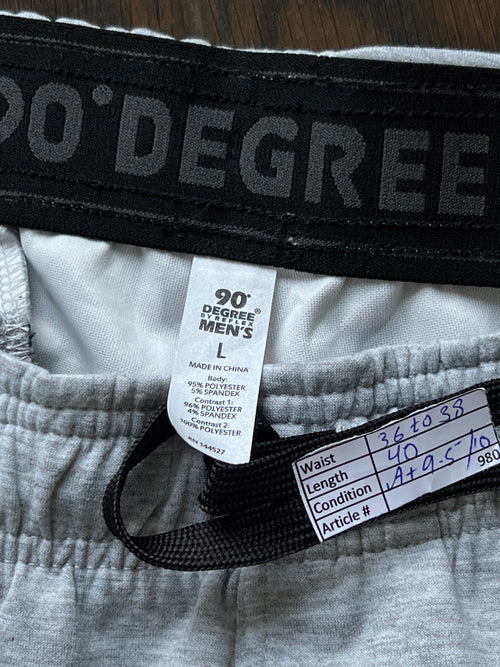 90° DEGREE
90°
DEGREE®
BY REFLEX
MEN'S
L
MADE IN CHINA
Body:
95% POLYESTER
5% SPANDEX
Contrast 1:
96% POLYESTER
4% SPANDEX
Contrast 2:
100% POLYESTER
RN 144527
Waist 36 to 38
Length 40
Condition A+ 9.5/10
Article #
980